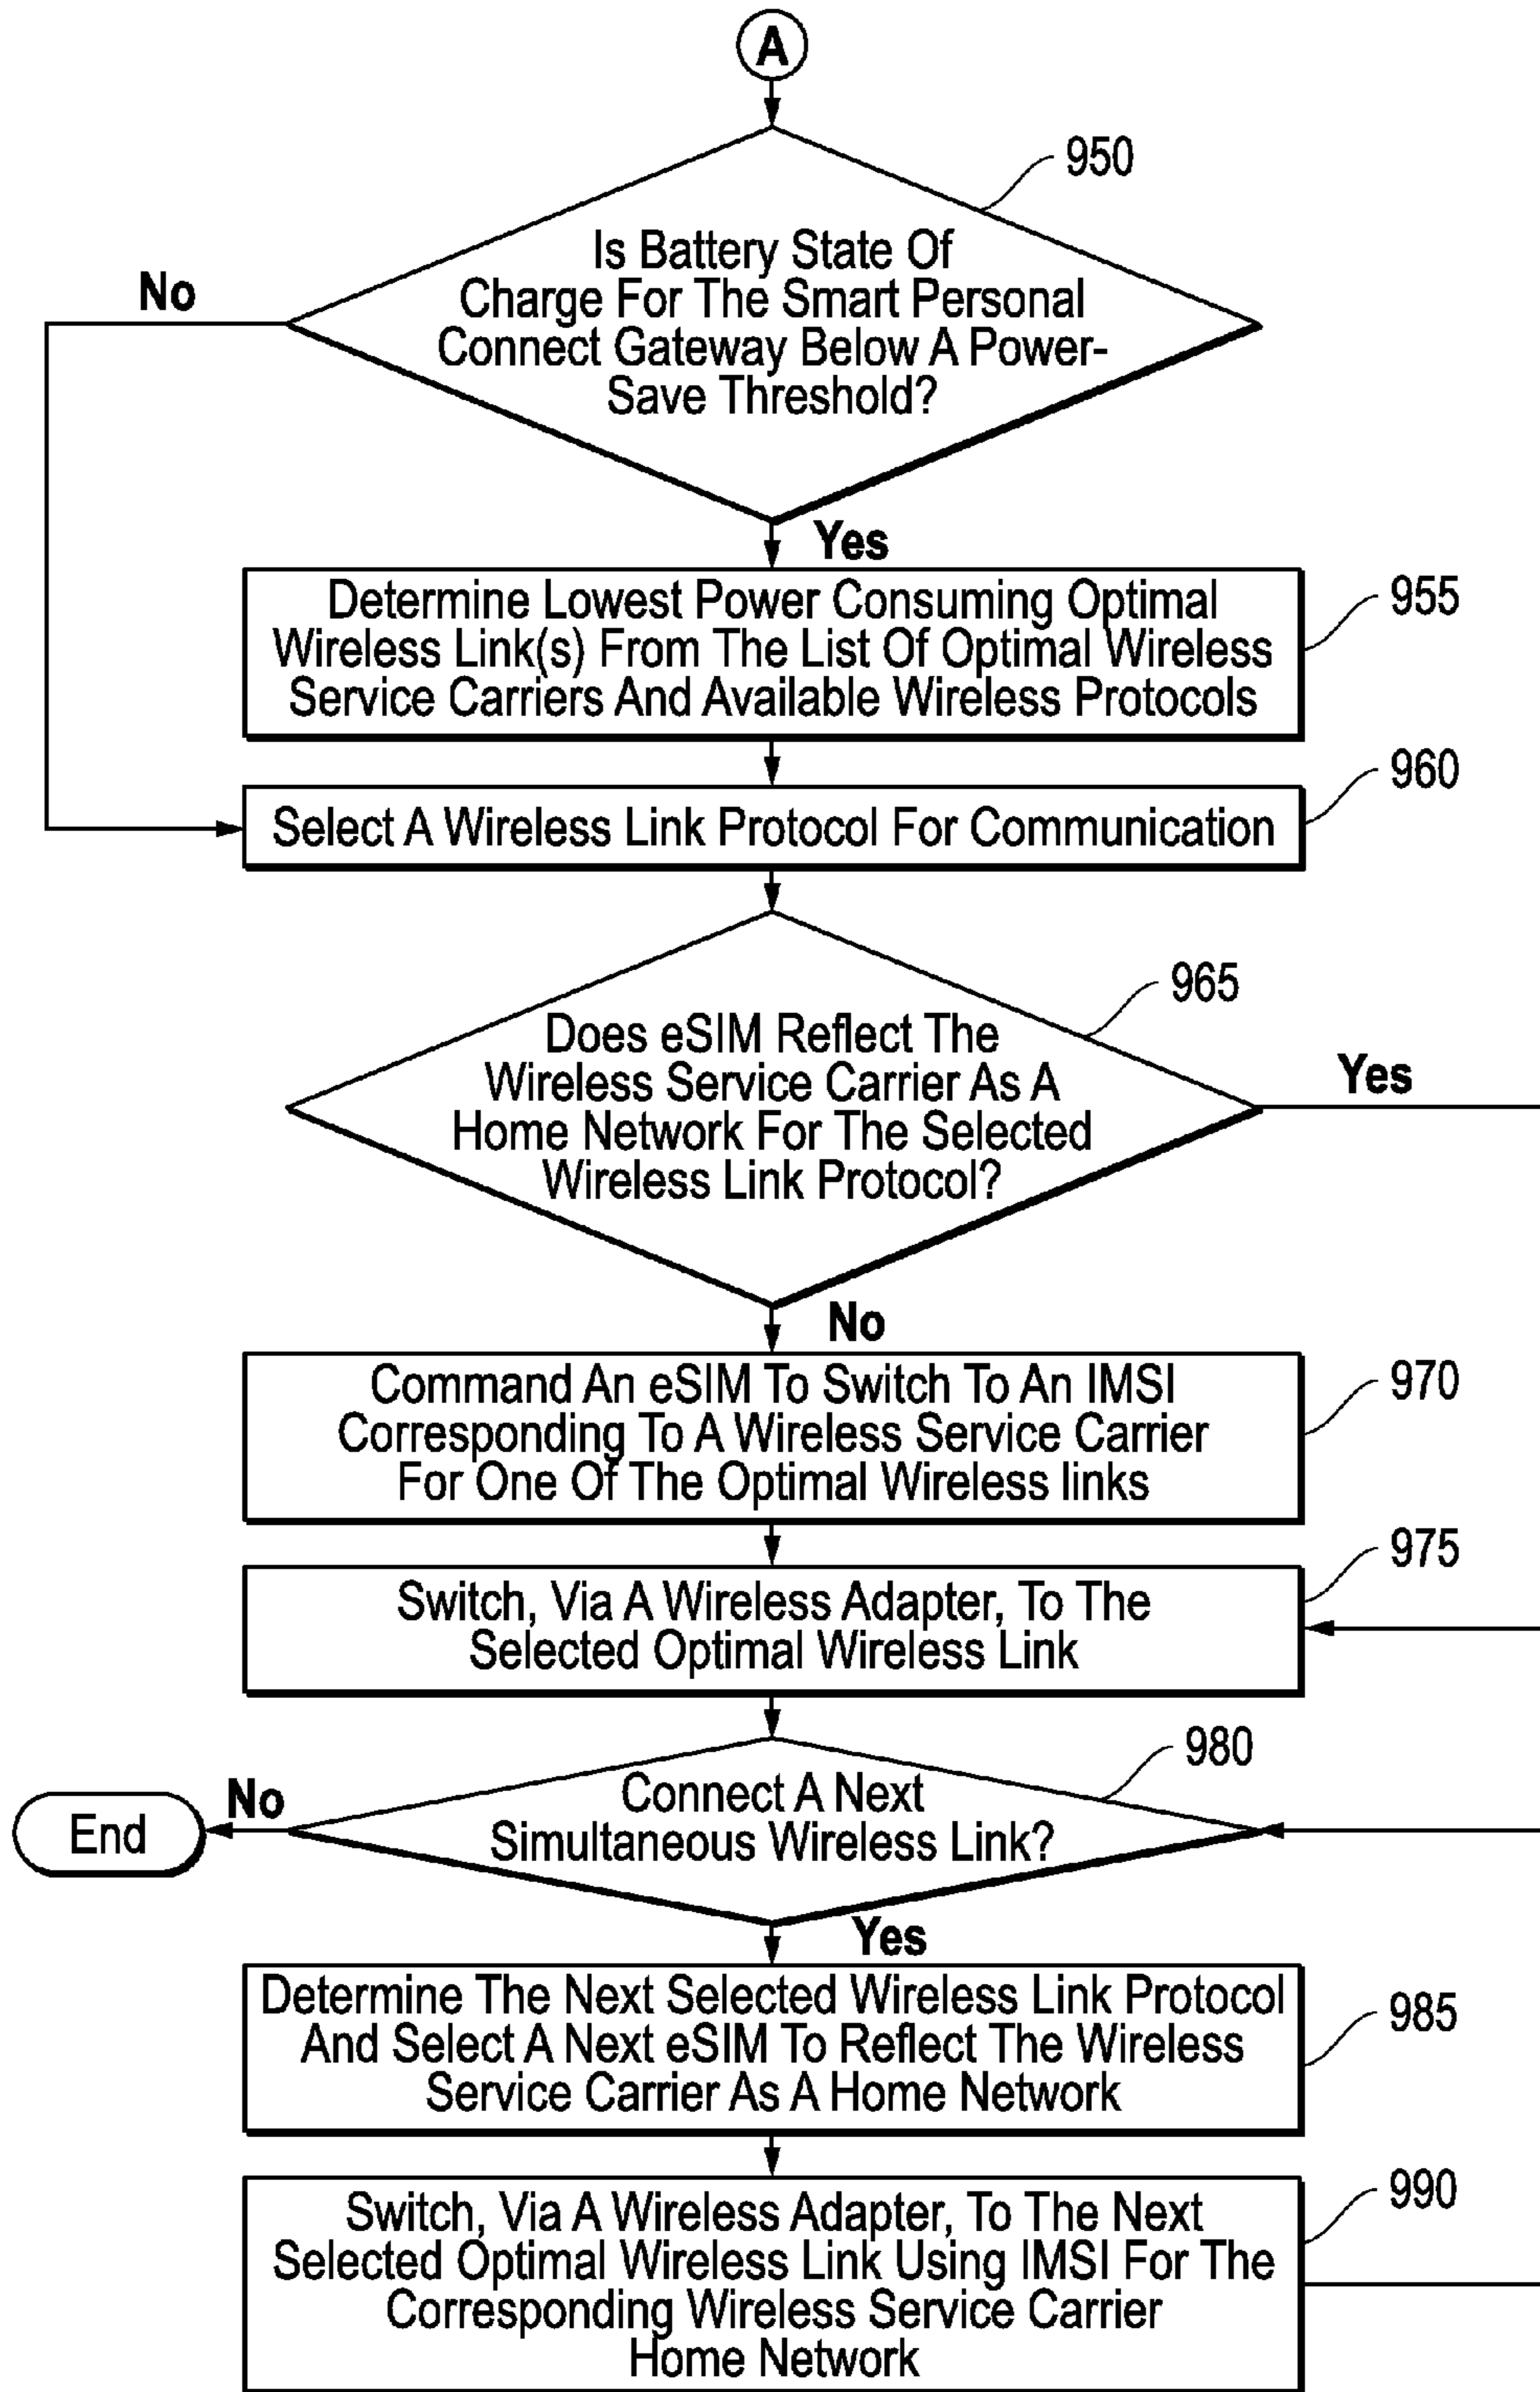 A
950
Is Battery State Of
Charge For The Smart Personal
Connect Gateway Below A Power-
Save Threshold?
No
Yes
Determine Lowest Power Consuming Optimal
Wireless Link(s) From The List Of Optimal Wireless
Service Carriers And Available Wireless Protocols
955
Select A Wireless Link Protocol For Communication
960
965
Does eSIM Reflect The
Wireless Service Carrier As A
Home Network For The Selected
Wireless Link Protocol?
Yes
No
Command An eSIM To Switch To An IMSI
Corresponding To A Wireless Service Carrier
For One Of The Optimal Wireless links
970
Switch, Via A Wireless Adapter, To The
Selected Optimal Wireless Link
975
980
Connect A Next
Simultaneous Wireless Link?
No
End
Yes
Determine The Next Selected Wireless Link Protocol
And Select A Next eSIM To Reflect The Wireless
Service Carrier As A Home Network
985
Switch, Via A Wireless Adapter, To The Next
Selected Optimal Wireless Link Using IMSI For The
Corresponding Wireless Service Carrier
Home Network
990